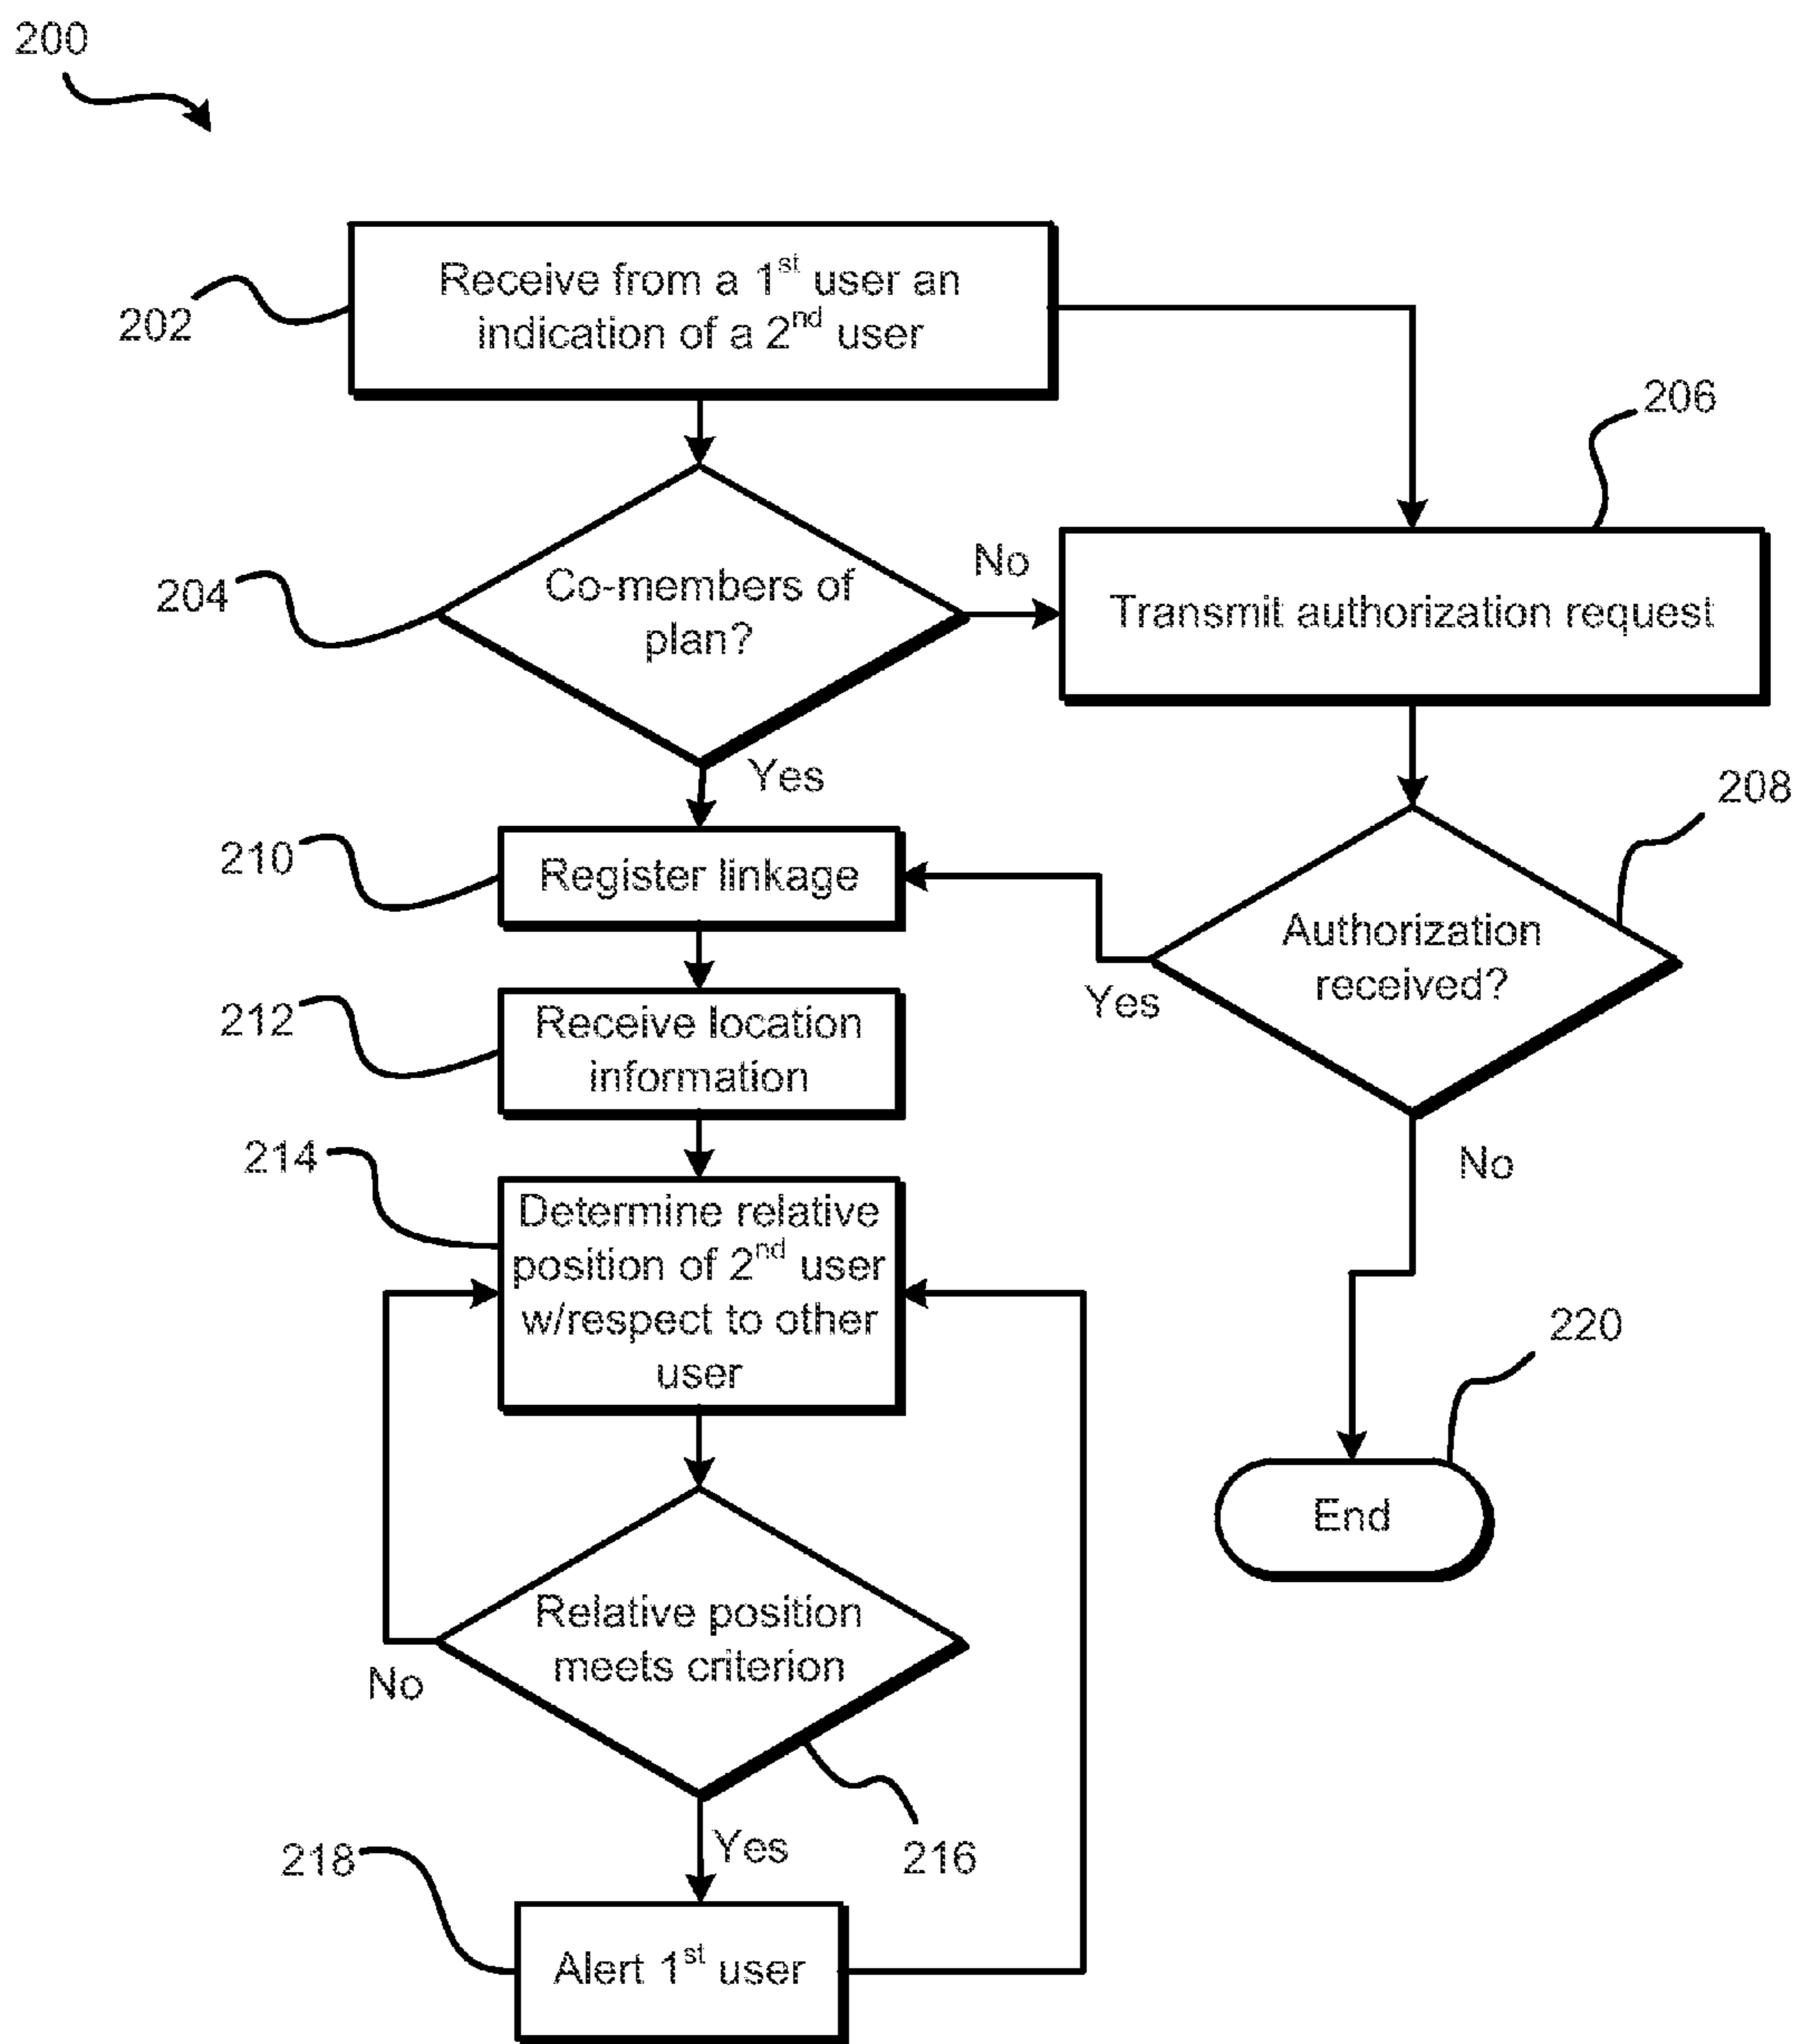 200
Receive from a 1st user an
indication of a 2nd user
202
206
No
204
Co-members of
plan?
Transmit authorization request
Yes
208
210
Register linkage
Authorization
received?
Yes
212
Receive location
information
No
214
Determine relative
position of 2nd user
w/respect to other
user
220
End
Relative position
meets criterion
No
216
Yes
218
Alert 1st user